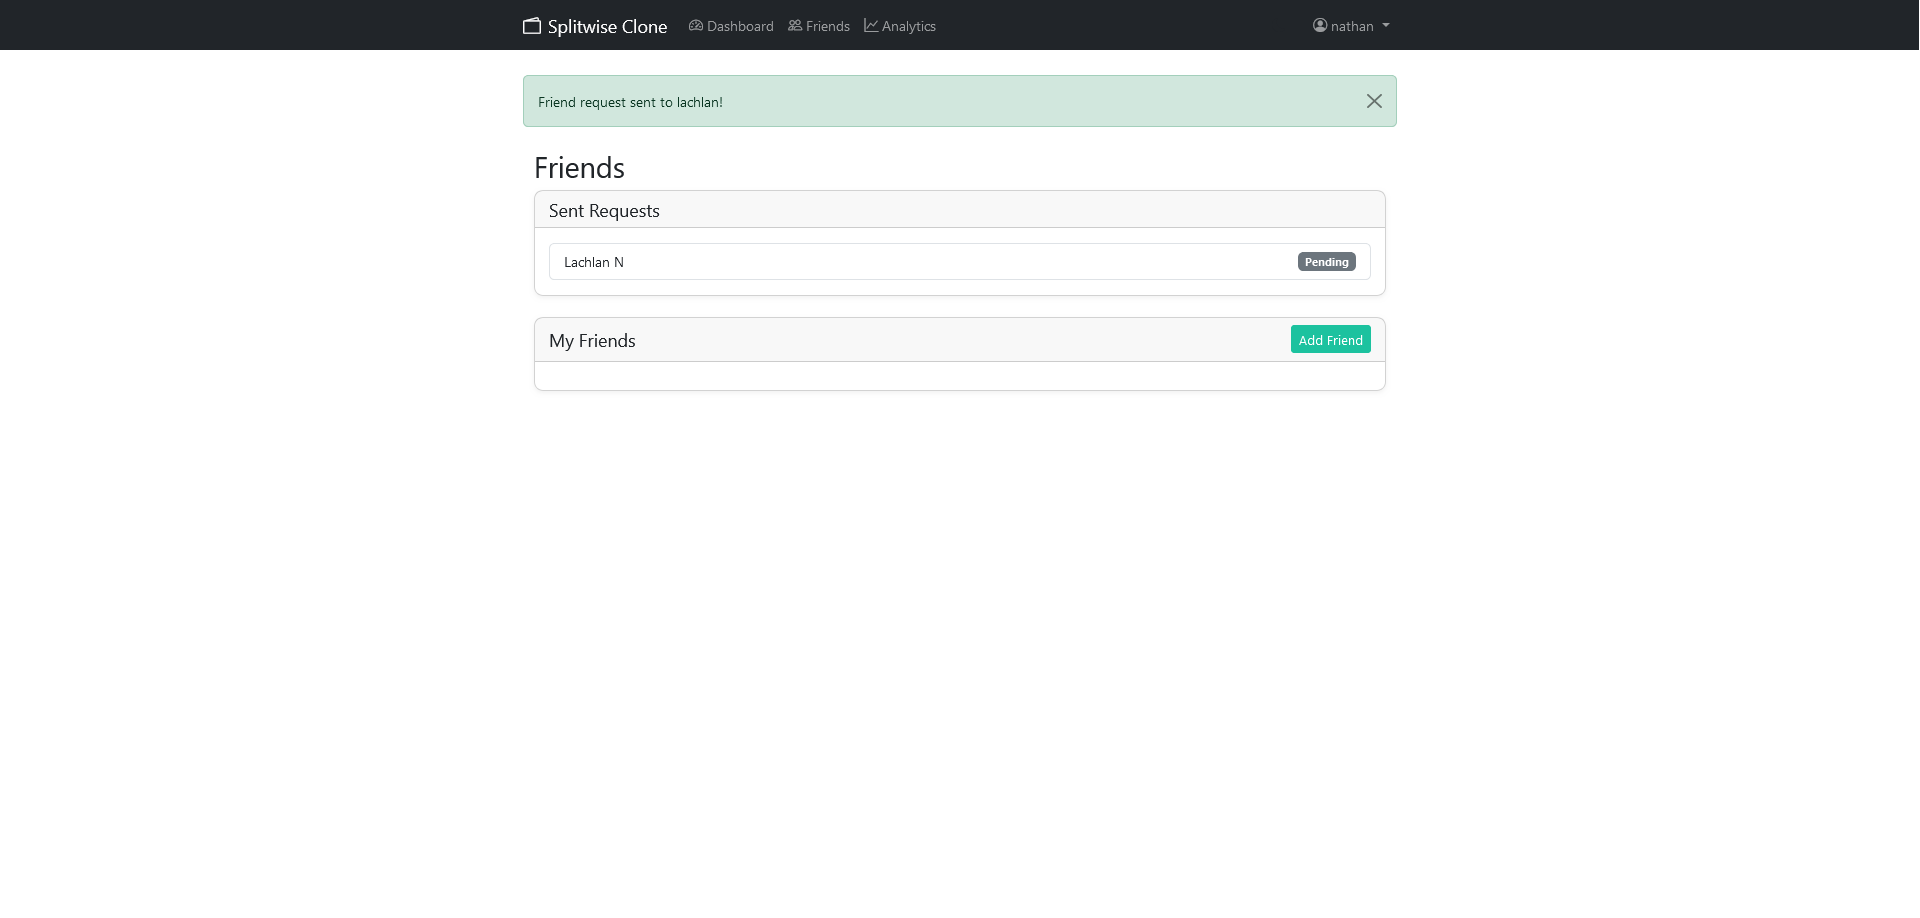 Splitwise Clone Dashboard Friends Analytics nathan
Friend request sent to lachlan!
Friends
Sent Requests
Lachlan N Pending
My Friends Add Friend